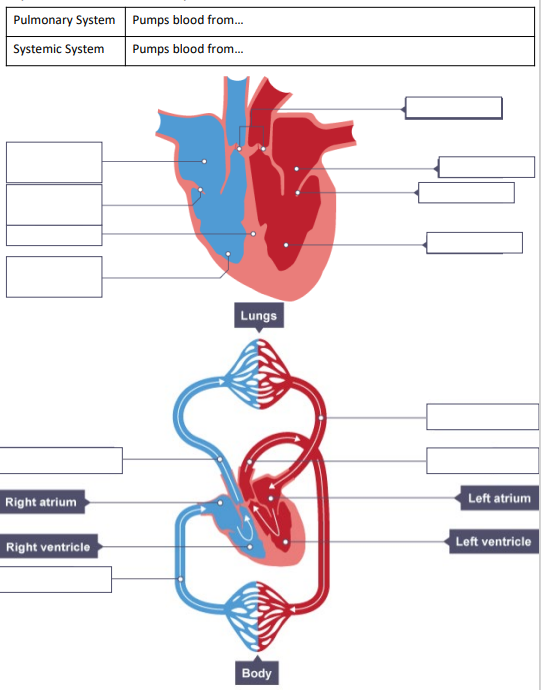 Pulmonary System Pumps blood from...
Systemic System Pumps blood from...
Lungs
Right atrium
Left atrium
Right ventricle
Left ventricle
Body